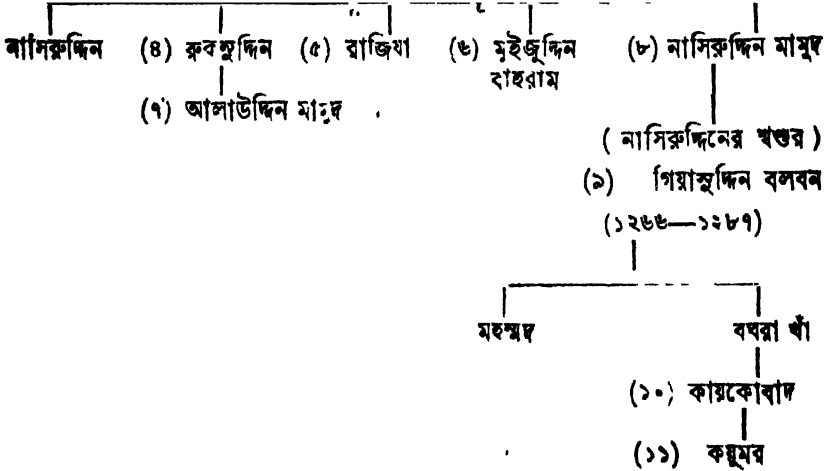 নাসিরুদ্দিন (৪) রুকনুদ্দিন (৫) রাজিয়া (৬) মুইজুদ্দিন (৮) নাসিরুদ্দিন মামুদ
বাহরাম
(৭) আলাউদ্দিন মামুদ
( নাসিরুদ্দিনের শ্বশুর )
(৯) গিয়াসুদ্দিন বলবন
(১২৬৬—১২৮৭)
মহম্মদ বঘরা খাঁ
(১০) কায়কোবাদ
(১১) কয়ূমর